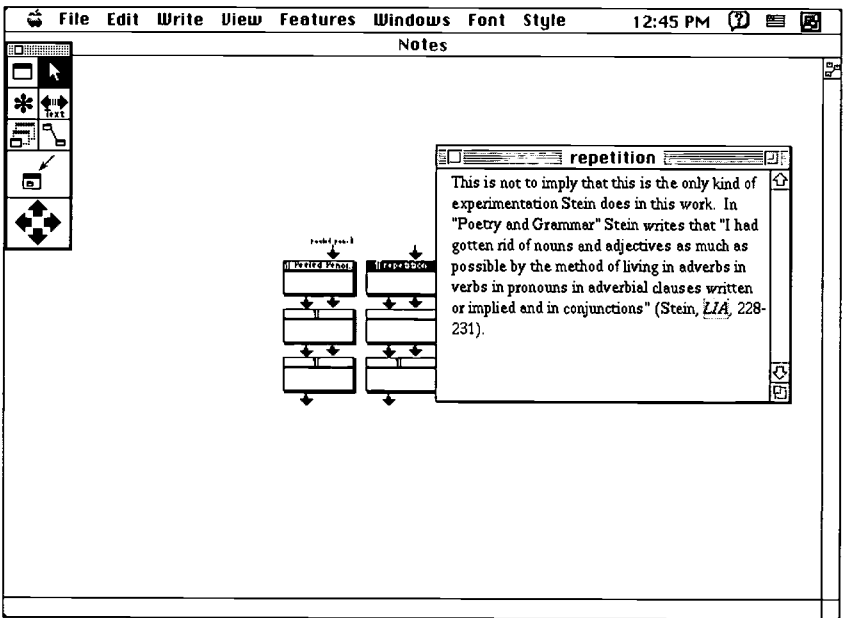 File Edit Write View Features Windows Font Style 12:45 PM
Notes
Text
repetition
This is not to imply that this is the only kind of
experimentation Stein does in this work. In
"Poetry and Grammar" Stein writes that "I had
gotten rid of nouns and adjectives as much as
possible by the method of living in adverbs in
verbs in pronouns in adverbial clauses written
or implied and in conjunctions" (Stein, LIA, 228-
231).
repetition